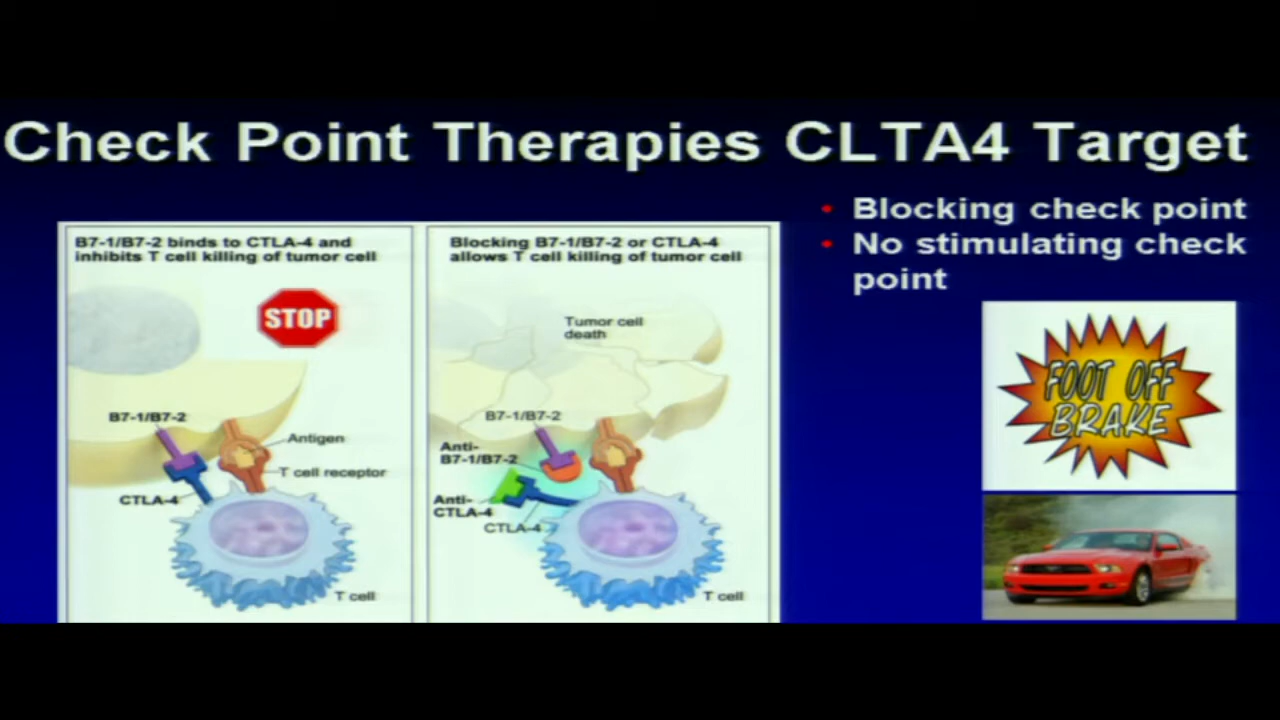 Check Point Therapies CLTA4 Target
• Blocking check point
• No stimulating check
point
B7-1/B7-2 binds to CTLA-4 and
inhibits T cell killing of tumor cell
STOP
B7-1/B7-2
Antigen
T cell receptor
CTLA-4
T cell
Blocking B7-1/B7-2 or CTLA-4
allows T cell killing of tumor cell
Tumor cell
death
B7-1/B7-2
Anti-
B7-1/B7-2
Anti-
CTLA-4
CTLA-4
T cell
FOOT OFF
BRAKE